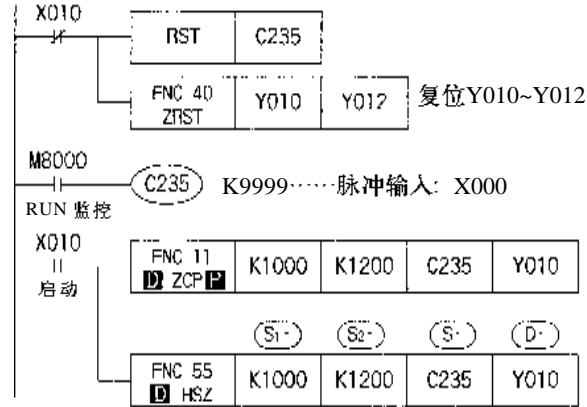 X010
RST C235
FNC 40 ZRST Y010 Y012 复位Y010~Y012
M8000
C235 K9999……脉冲输入: X000
RUN 监控
X010
启动
FNC 11 D ZCP P K1000 K1200 C235 Y010
S1· S2· S· D·
FNC 55 D HSZ K1000 K1200 C235 Y010